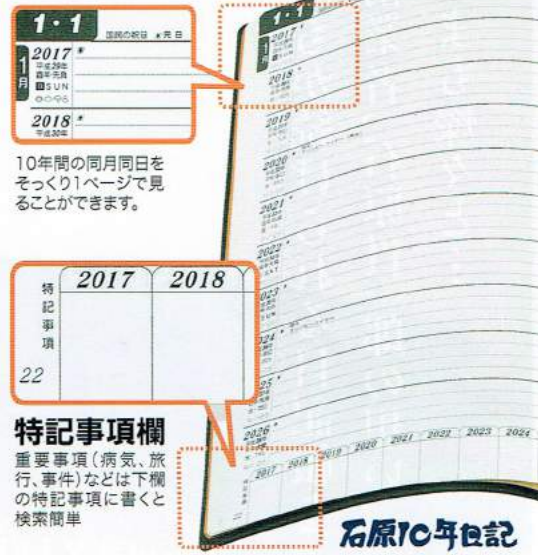 1・1
国民の祝日 *元日
1月
2017 *
平成29年
酉年・先負
日SUN
2018 *
平成30年
10年間の同月同日を
そっくり1ページで見
ることができます。
特記事項
2017 2018
22
特記事項欄
重要事項(病気、旅
行、事件)などは下欄
の特記事項に書くと
検索簡単
1・1
1月
2017
2018
2019
2020
2021
2022
2023
2024
2025
2026
2017 2018 2019 2020 2021 2022 2023 2024
石原10年日記